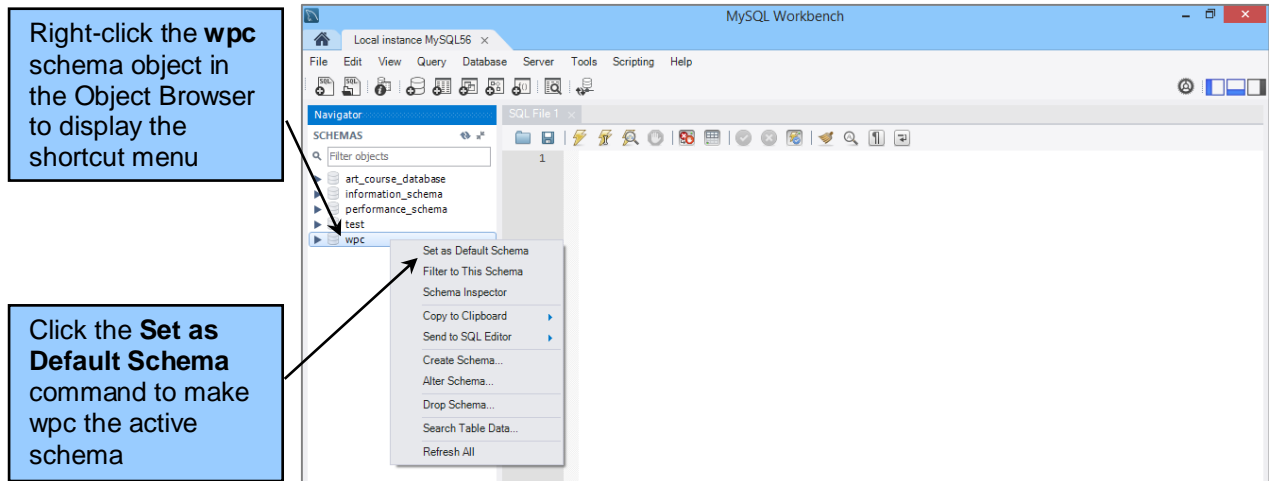 Right-click the wpc
schema object in
the Object Browser
to display the
shortcut menu
Click the Set as
Default Schema
command to make
wpc the active
schema
MySQL Workbench
Local instance MySQL56
File Edit View Query Database Server Tools Scripting Help
Navigator
SQL File 1
SCHEMAS
Filter objects
1
art_course_database
information_schema
performance_schema
test
wpc
Set as Default Schema
Filter to This Schema
Schema Inspector
Copy to Clipboard
Send to SQL Editor
Create Schema...
Alter Schema...
Drop Schema...
Search Table Data...
Refresh All